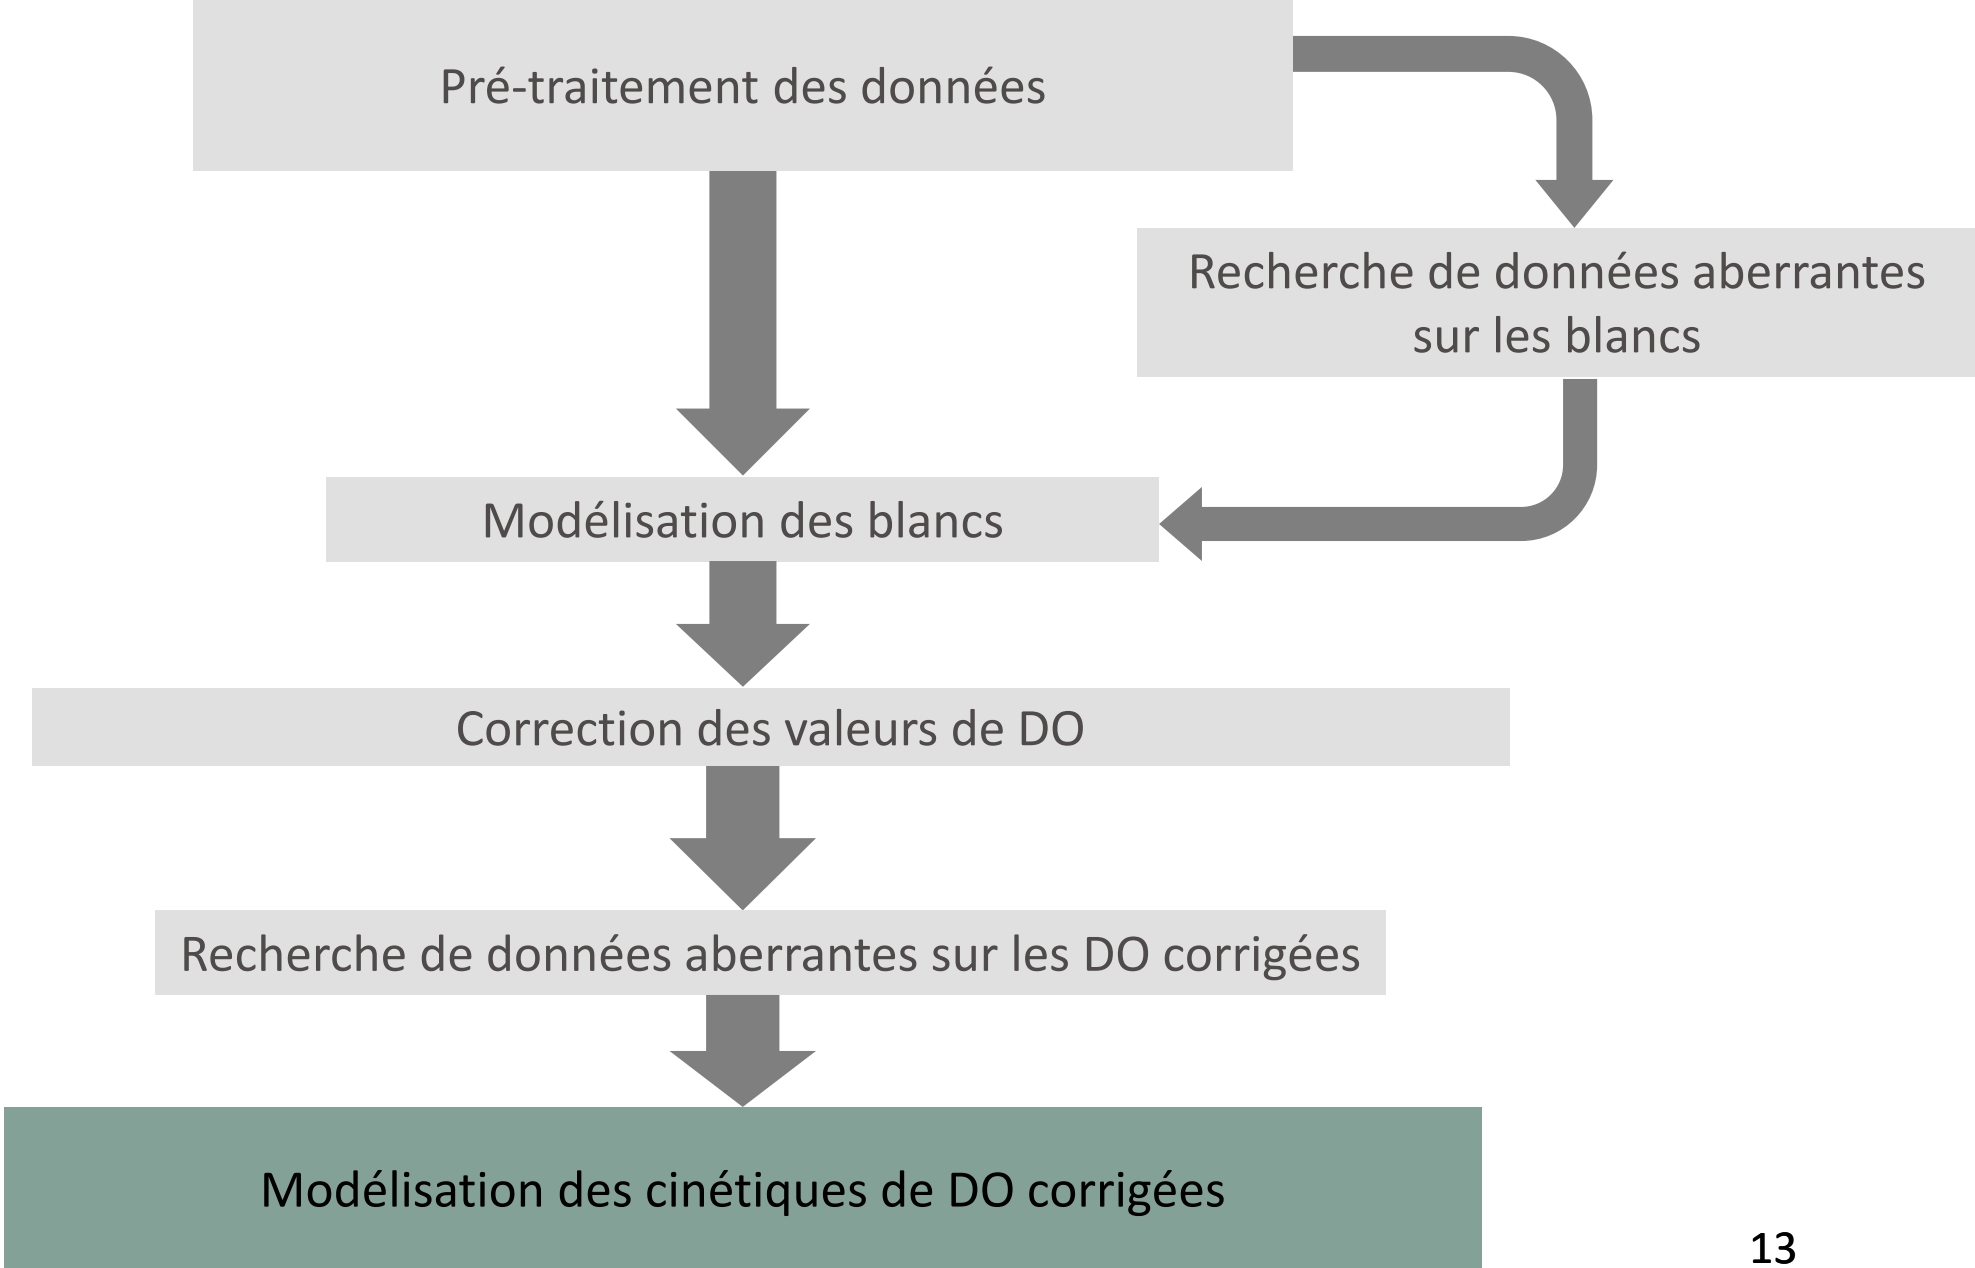 Pré-traitement des données
Recherche de données aberrantes
sur les blancs
Modélisation des blancs
Correction des valeurs de DO
Recherche de données aberrantes sur les DO corrigées
Modélisation des cinétiques de DO corrigées
13